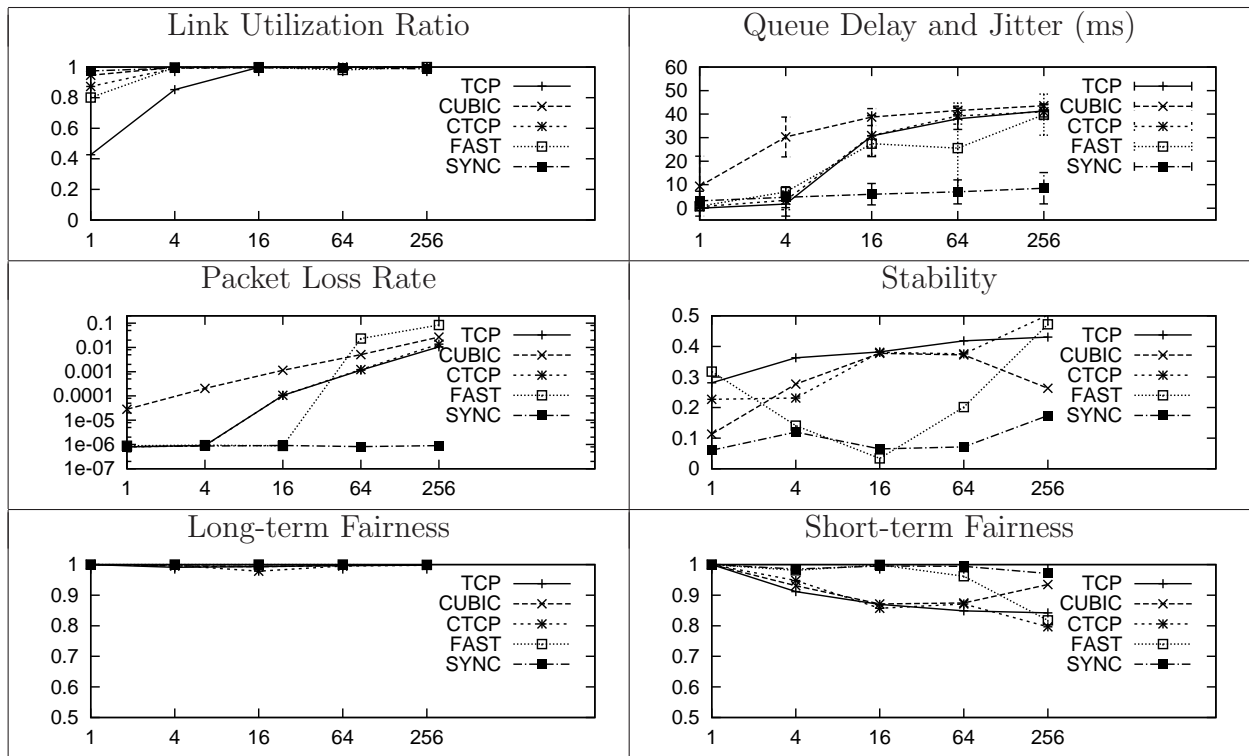 Link Utilization Ratio
1
0.8
0.6
0.4
0.2
0
1 4 16 64 256
TCP
CUBIC
CTCP
FAST
SYNC
Queue Delay and Jitter (ms)
60
50
40
30
20
10
0
1 4 16 64 256
TCP
CUBIC
CTCP
FAST
SYNC
Packet Loss Rate
0.1
0.01
0.001
0.0001
1e-05
1e-06
1e-07
1 4 16 64 256
TCP
CUBIC
CTCP
FAST
SYNC
Stability
0.5
0.4
0.3
0.2
0.1
0
1 4 16 64 256
TCP
CUBIC
CTCP
FAST
SYNC
Long-term Fairness
1
0.9
0.8
0.7
0.6
0.5
1 4 16 64 256
TCP
CUBIC
CTCP
FAST
SYNC
Short-term Fairness
1
0.9
0.8
0.7
0.6
0.5
1 4 16 64 256
TCP
CUBIC
CTCP
FAST
SYNC